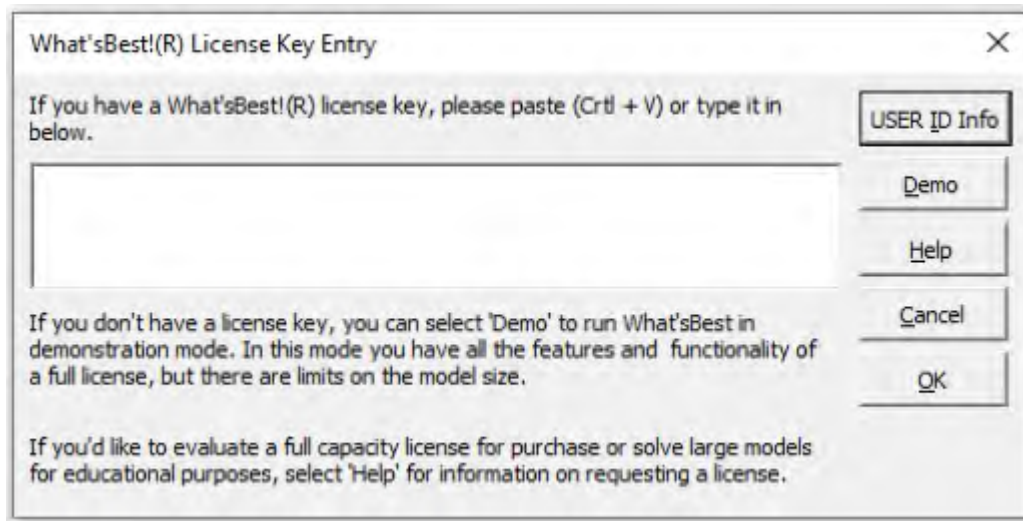 What'sBest!(R) License Key Entry
If you have a What'sBest!(R) license key, please paste (Crtl + V) or type it in
below.
USER ID Info
Demo
Help
If you don't have a license key, you can select 'Demo' to run What'sBest in
demonstration mode. In this mode you have all the features and functionality of
a full license, but there are limits on the model size.
Cancel
OK
If you'd like to evaluate a full capacity license for purchase or solve large models
for educational purposes, select 'Help' for information on requesting a license.